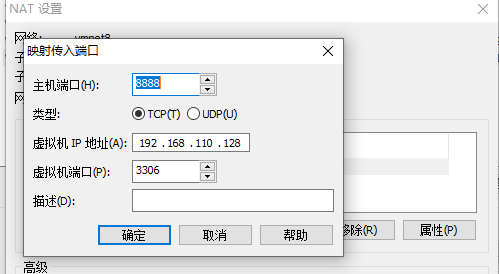 NAT 设置
网络: vmnet8
映射传入端口
子
子
网
主机端口(H): 8888
类型: TCP(T) UDP(U)
虚拟机 IP 地址(A): 192 . 168 . 110 . 128
虚拟机端口(P): 3306
描述(D):
确定 取消 帮助
移除(R) 属性(P)
高级